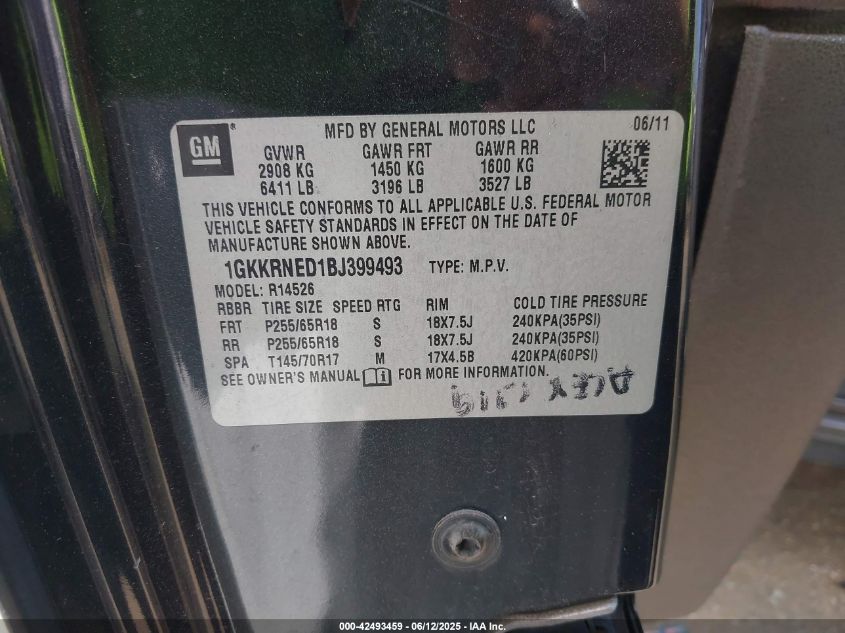 GM ® MFD BY GENERAL MOTORS LLC 06/11
GVWR GAWR FRT GAWR RR
2908 KG 1450 KG 1600 KG
6411 LB 3196 LB 3527 LB
THIS VEHICLE CONFORMS TO ALL APPLICABLE U.S. FEDERAL MOTOR
VEHICLE SAFETY STANDARDS IN EFFECT ON THE DATE OF
MANUFACTURE SHOWN ABOVE.
1GKKRNED1BJ399493 TYPE: M.P.V.
MODEL: R14526
RBBR TIRE SIZE SPEED RTG RIM COLD TIRE PRESSURE
FRT P255/65R18 S 18X7.5J 240KPA(35PSI)
RR P255/65R18 S 18X7.5J 240KPA(35PSI)
SPA T145/70R17 M 17X4.5B 420KPA(60PSI)
SEE OWNER'S MANUAL i FOR MORE INFORMATION.
000-42493459 - 06/12/2025 - IAA Inc.